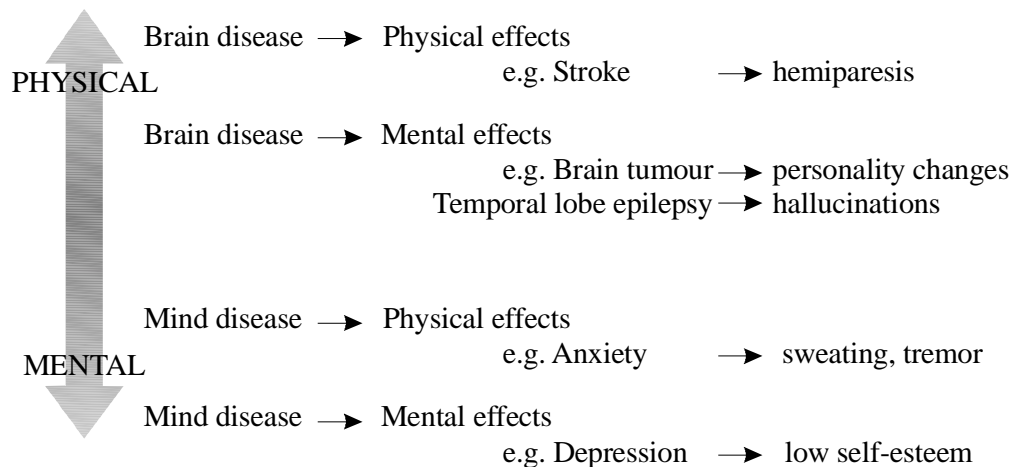 Brain disease → Physical effects
e.g. Stroke → hemiparesis
PHYSICAL
Brain disease → Mental effects
e.g. Brain tumour → personality changes
Temporal lobe epilepsy → hallucinations
Mind disease → Physical effects
e.g. Anxiety → sweating, tremor
MENTAL
Mind disease → Mental effects
e.g. Depression → low self-esteem